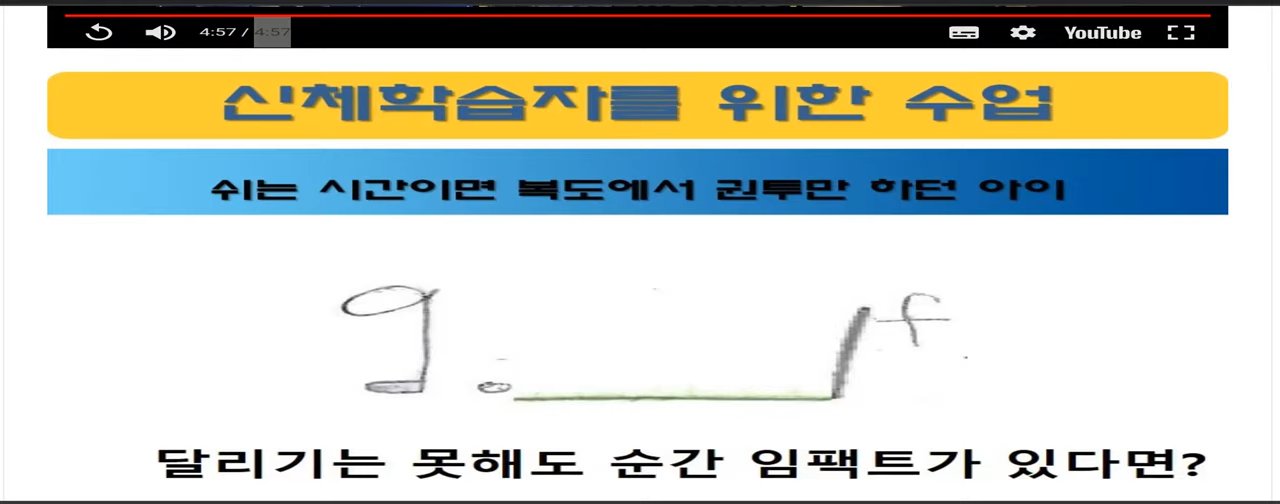 4:57 / 4:57 YouTube
신체학습자를 위한 수업
쉬는 시간이면 복도에서 권투만 하던 아이
g. f
달리기는 못해도 순간 임팩트가 있다면?